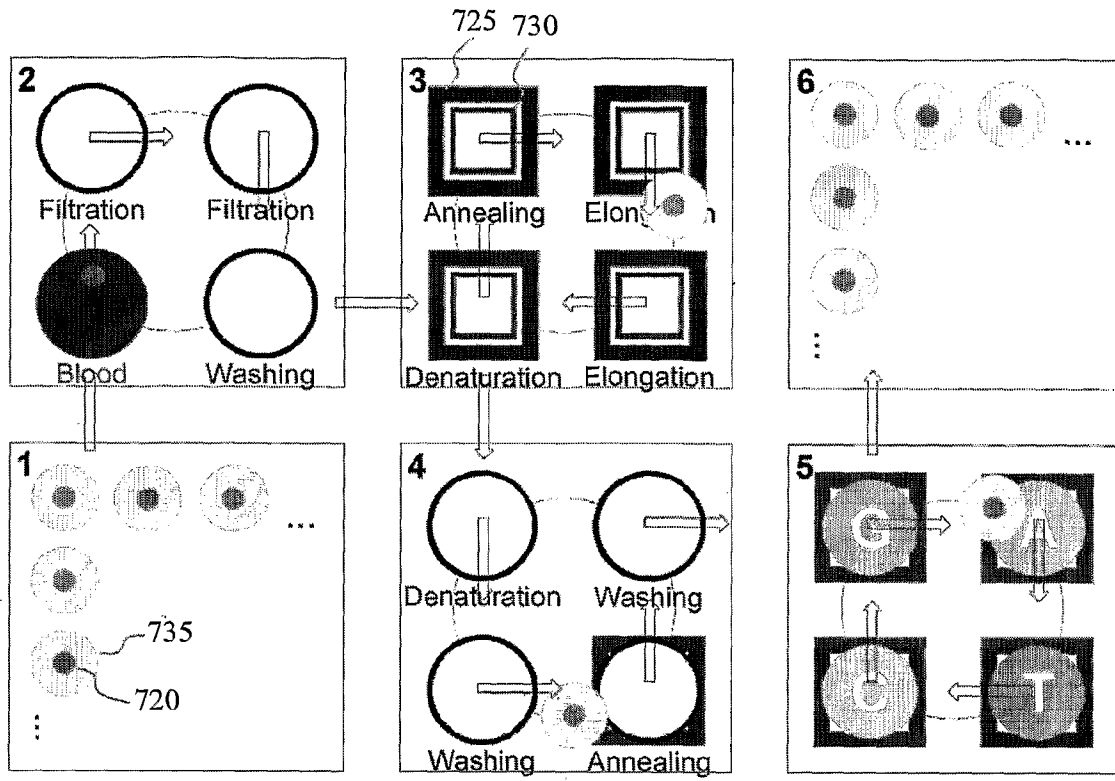 725 730
2 3 6
...
Filtration Filtration Annealing Elongation
⋮
Blood Washing Denaturation Elongation
1 4 5
... G A
Denaturation Washing
735
720
C T
⋮
Washing Annealing